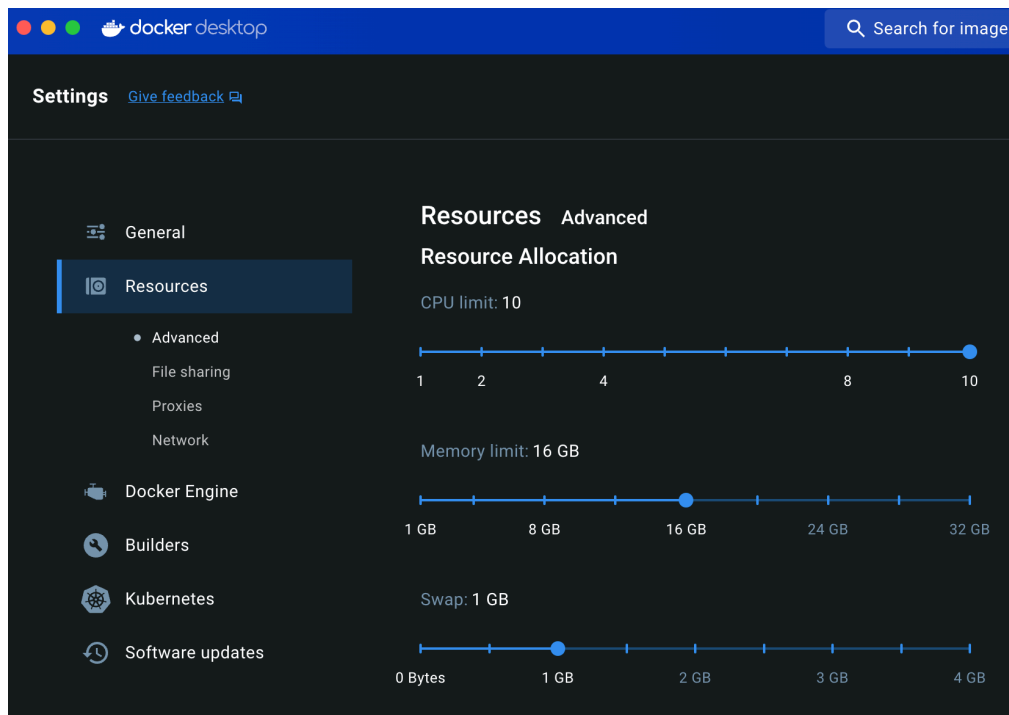 docker desktop
Search for image
Settings Give feedback
General
Resources
Advanced
File sharing
Proxies
Network
Docker Engine
Builders
Kubernetes
Software updates
Resources Advanced
Resource Allocation
CPU limit: 10
1 2 4 8 10
Memory limit: 16 GB
1 GB 8 GB 16 GB 24 GB 32 GB
Swap: 1 GB
0 Bytes 1 GB 2 GB 3 GB 4 GB